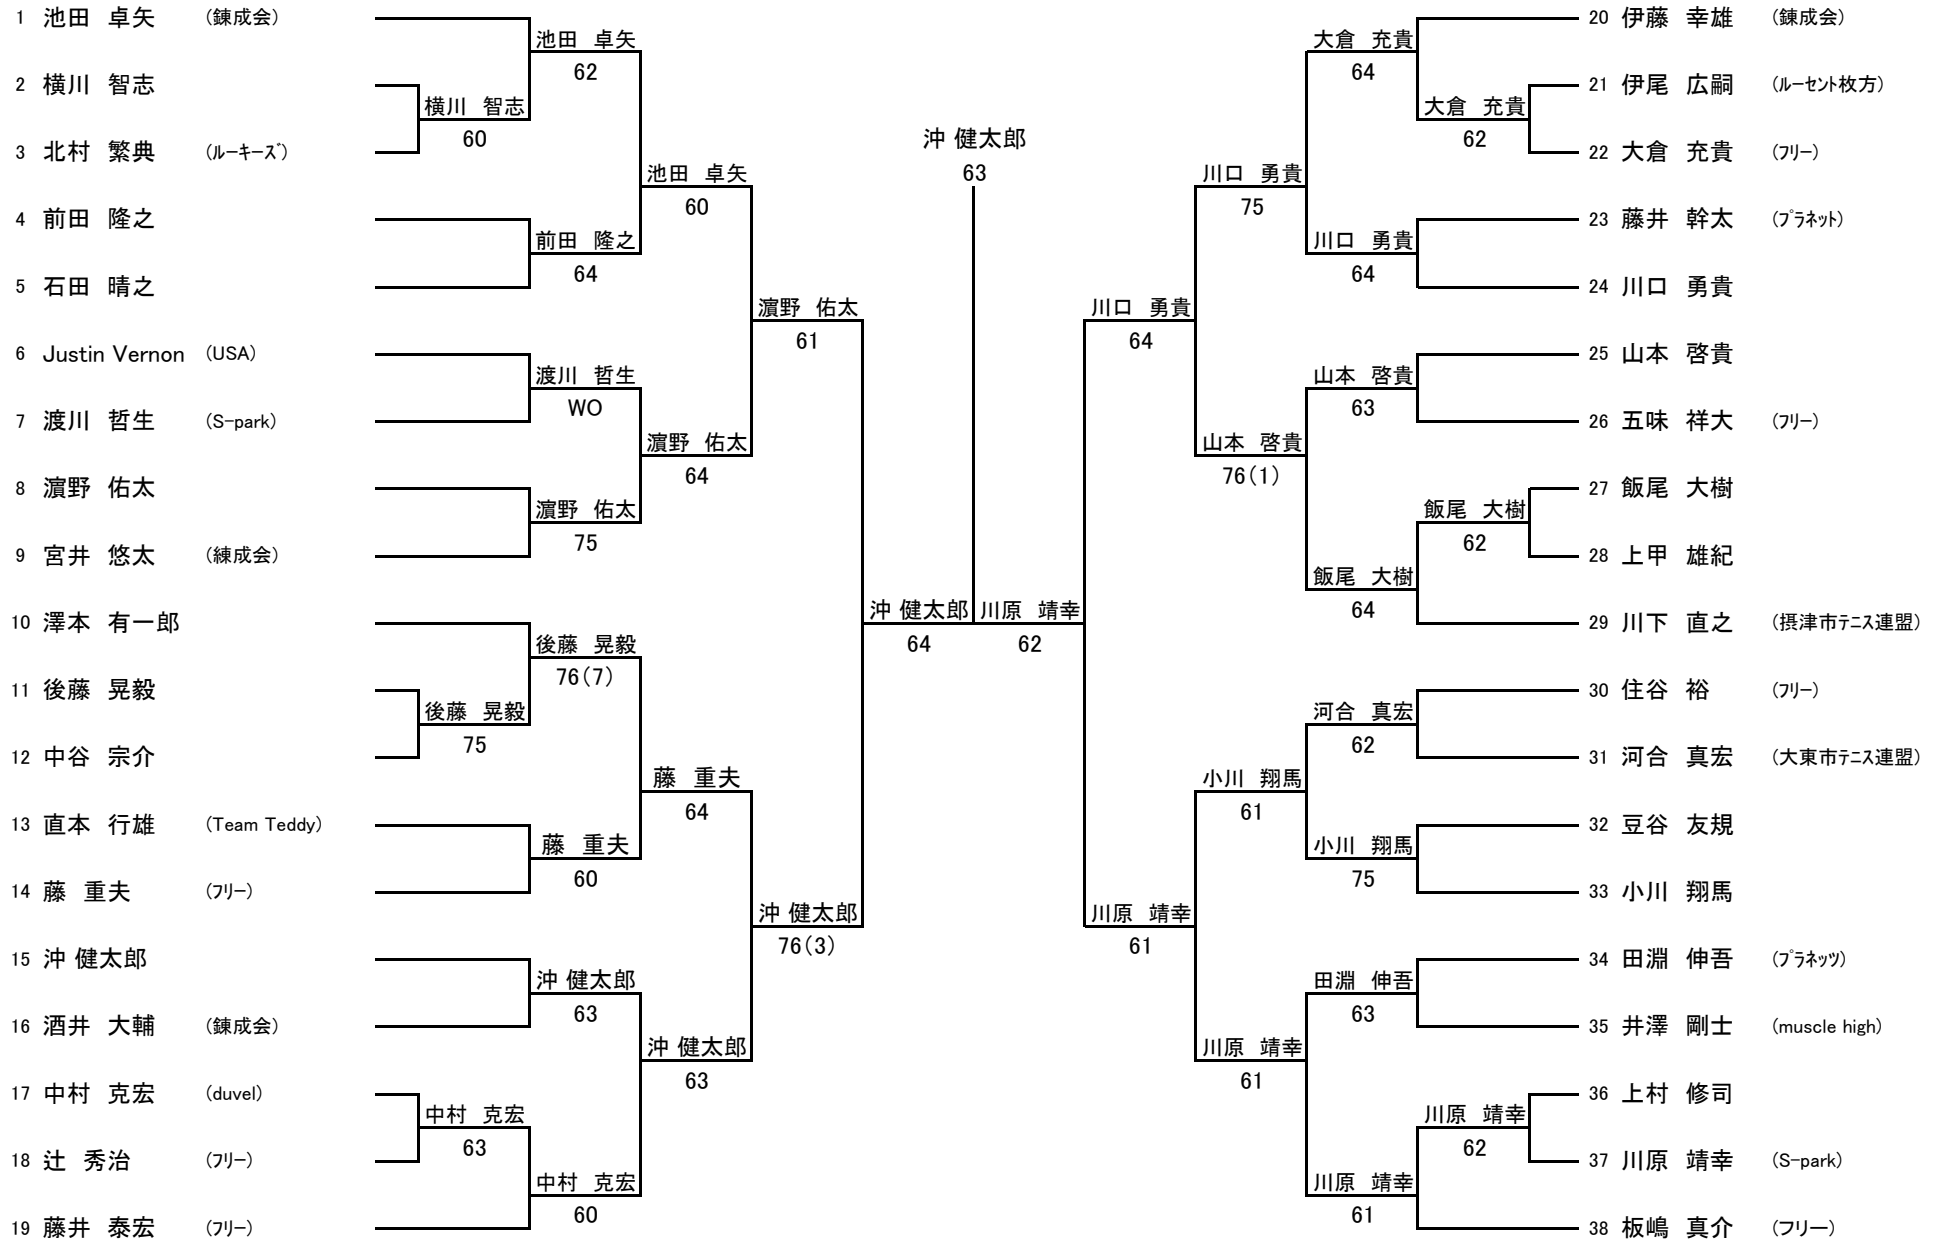 1 池田 卓矢 (錬成会)
2 横川 智志
3 北村 繁典 (ﾙｰｷｰｽﾞ)
4 前田 隆之
5 石田 晴之
6 Justin Vernon (USA)
7 渡川 哲生 (S-park)
8 濵野 佑太
9 宮井 悠太 (練成会)
10 澤本 有一郎
11 後藤 晃毅
12 中谷 宗介
13 直本 行雄 (Team Teddy)
14 藤 重夫 (ﾌﾘｰ)
15 沖 健太郎
16 酒井 大輔 (錬成会)
17 中村 克宏 (duvel)
18 辻 秀治 (ﾌﾘｰ)
19 藤井 泰宏 (ﾌﾘｰ)
横川 智志
60
後藤 晃毅
75
中村 克宏
63
池田 卓矢
62
前田 隆之
64
渡川 哲生
WO
濵野 佑太
75
後藤 晃毅
76(7)
藤 重夫
60
沖 健太郎
63
中村 克宏
60
池田 卓矢
60
濵野 佑太
64
藤 重夫
64
沖 健太郎
63
濵野 佑太
61
沖 健太郎
76(3)
沖 健太郎
64
沖 健太郎
63
川原 靖幸
62
川口 勇貴
64
川原 靖幸
61
川口 勇貴
75
山本 啓貴
76(1)
小川 翔馬
61
川原 靖幸
61
大倉 充貴
64
川口 勇貴
64
山本 啓貴
63
飯尾 大樹
64
河合 真宏
62
小川 翔馬
75
田淵 伸吾
63
川原 靖幸
61
大倉 充貴
62
飯尾 大樹
62
川原 靖幸
62
20 伊藤 幸雄 (錬成会)
21 伊尾 広嗣 (ﾙｰｾﾝﾄ枚方)
22 大倉 充貴 (ﾌﾘｰ)
23 藤井 幹太 (ﾌﾟﾗﾈｯﾄ)
24 川口 勇貴
25 山本 啓貴
26 五味 祥大 (ﾌﾘｰ)
27 飯尾 大樹
28 上甲 雄紀
29 川下 直之 (摂津市ﾃﾆｽ連盟)
30 住谷 裕 (ﾌﾘｰ)
31 河合 真宏 (大東市ﾃﾆｽ連盟)
32 豆谷 友規
33 小川 翔馬
34 田淵 伸吾 (ﾌﾟﾗﾈｯﾂ)
35 井澤 剛士 (muscle high)
36 上村 修司
37 川原 靖幸 (S-park)
38 板嶋 真介 (フリー)